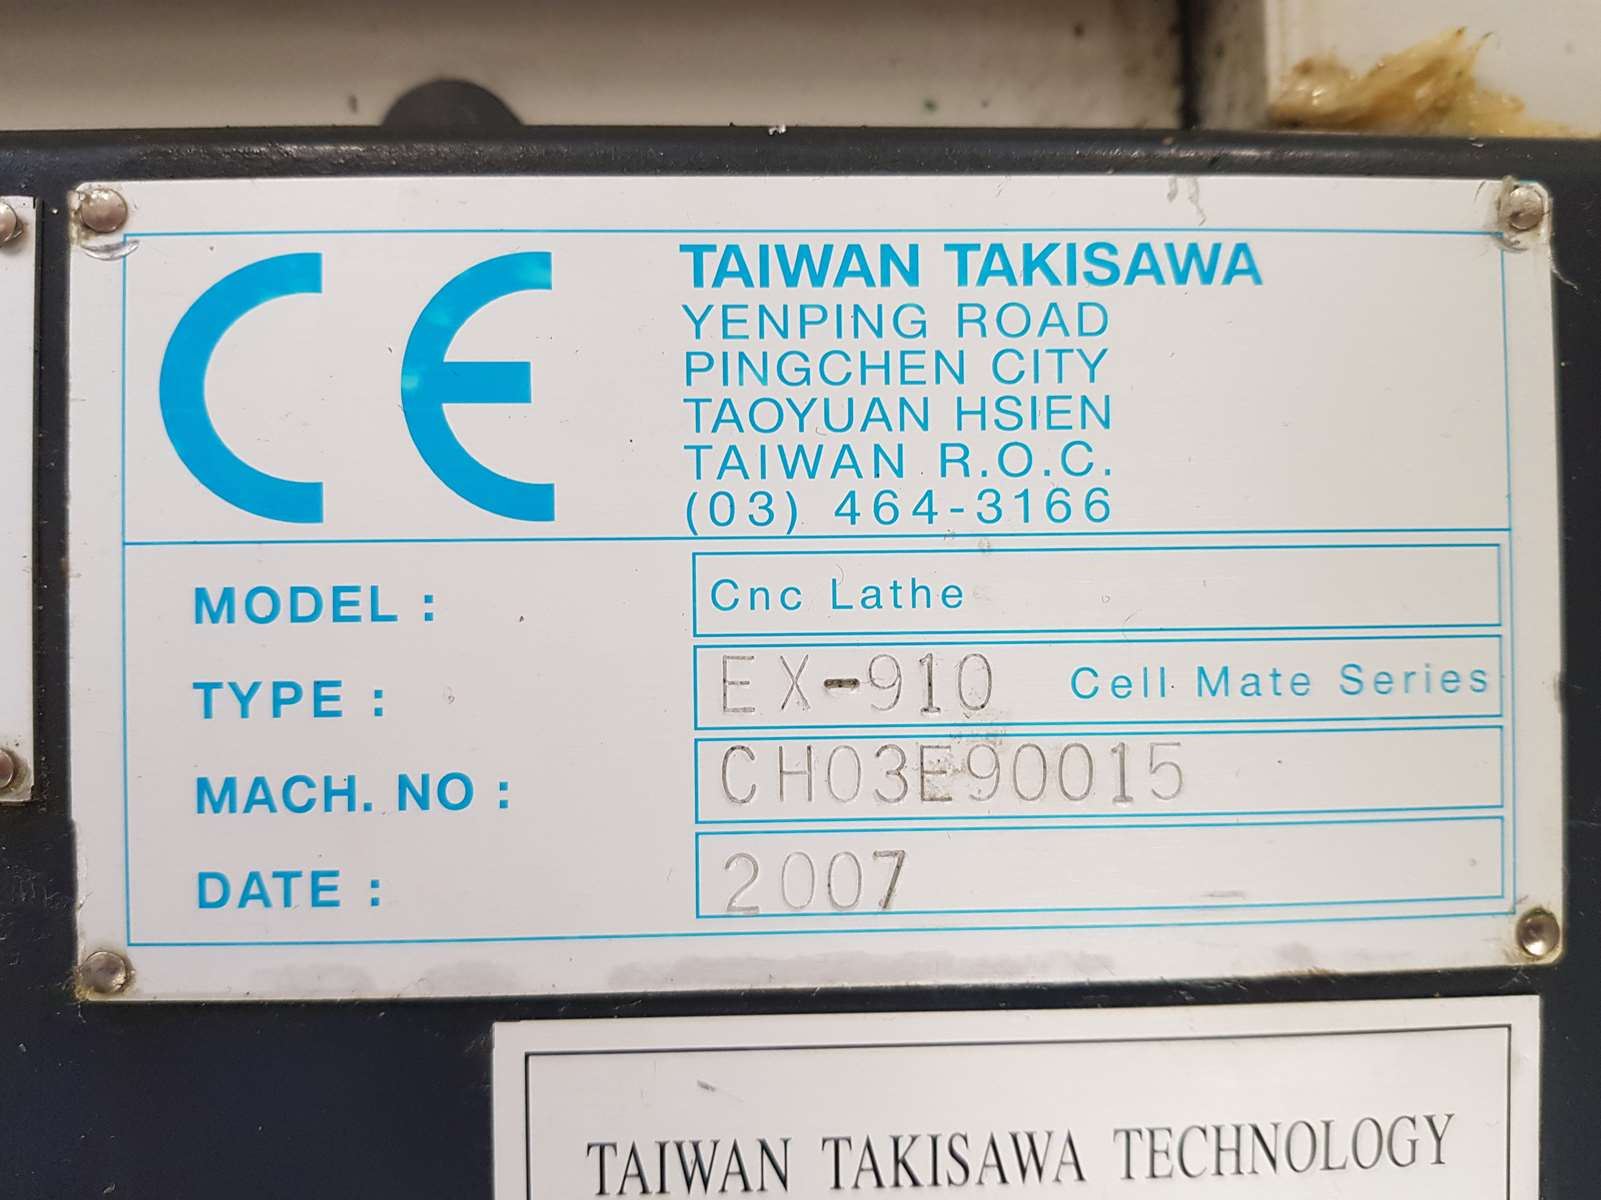 CE
TAIWAN TAKISAWA
YENPING ROAD
PINGCHEN CITY
TAOYUAN HSIEN
TAIWAN R.O.C.
(03) 464-3166
MODEL : Cnc Lathe
TYPE : EX-910 Cell Mate Series
MACH. NO : CH03E90015
DATE : 2007
TAIWAN TAKISAWA TECHNOLOGY